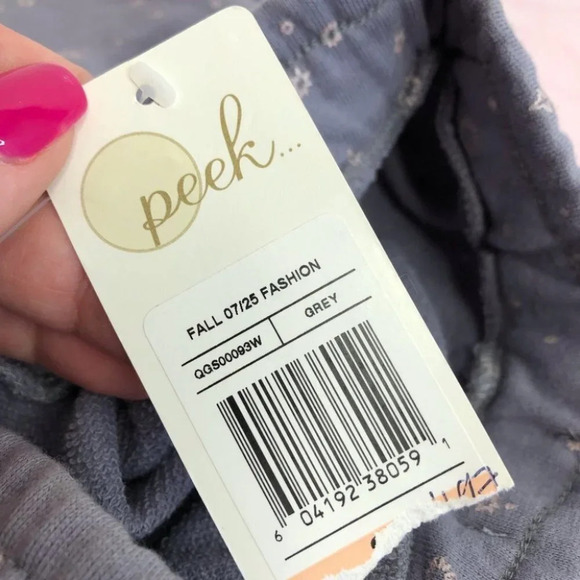 peek...
FALL 07/25 FASHION
QGS00093W GREY
6 04192 38059 1